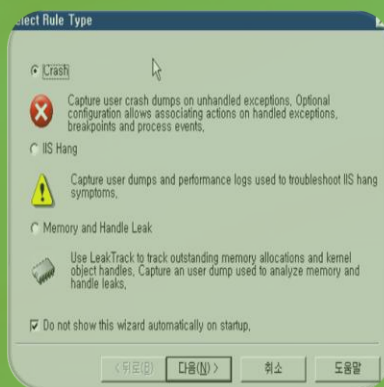 elect Rule Type
Crash
Capture user crash dumps on unhandled exceptions, Optional
configuration allows associating actions on handled exceptions,
breakpoints and process events,
IIS Hang
Capture user dumps and performance logs used to troubleshoot IIS hang
symptoms,
Memory and Handle Leak
Use LeakTrack to track outstanding memory allocations and kernel
object handles, Capture an user dump used to analyze memory and
handle leaks,
Do not show this wizard automatically on startup,
< 뒤로(B) 다음(N) > 취소 도움말